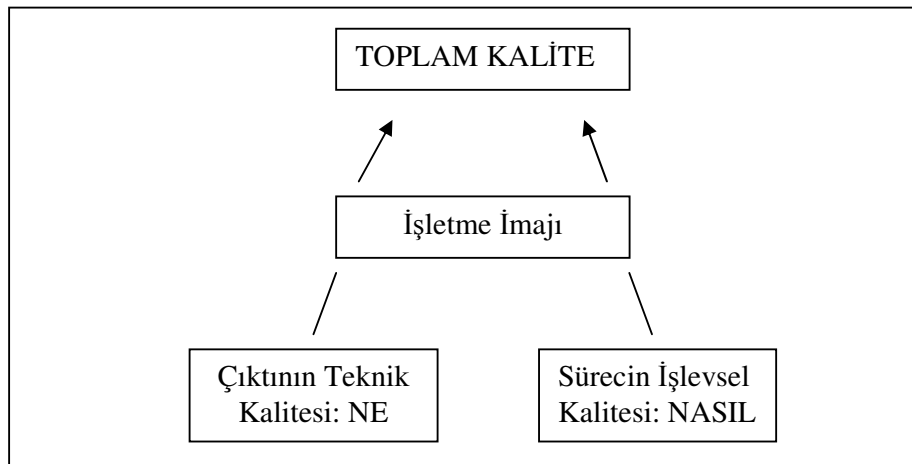 TOPLAM KALİTE
İşletme İmajı
Çıktının Teknik
Kalitesi: NE
Sürecin İşlevsel
Kalitesi: NASIL